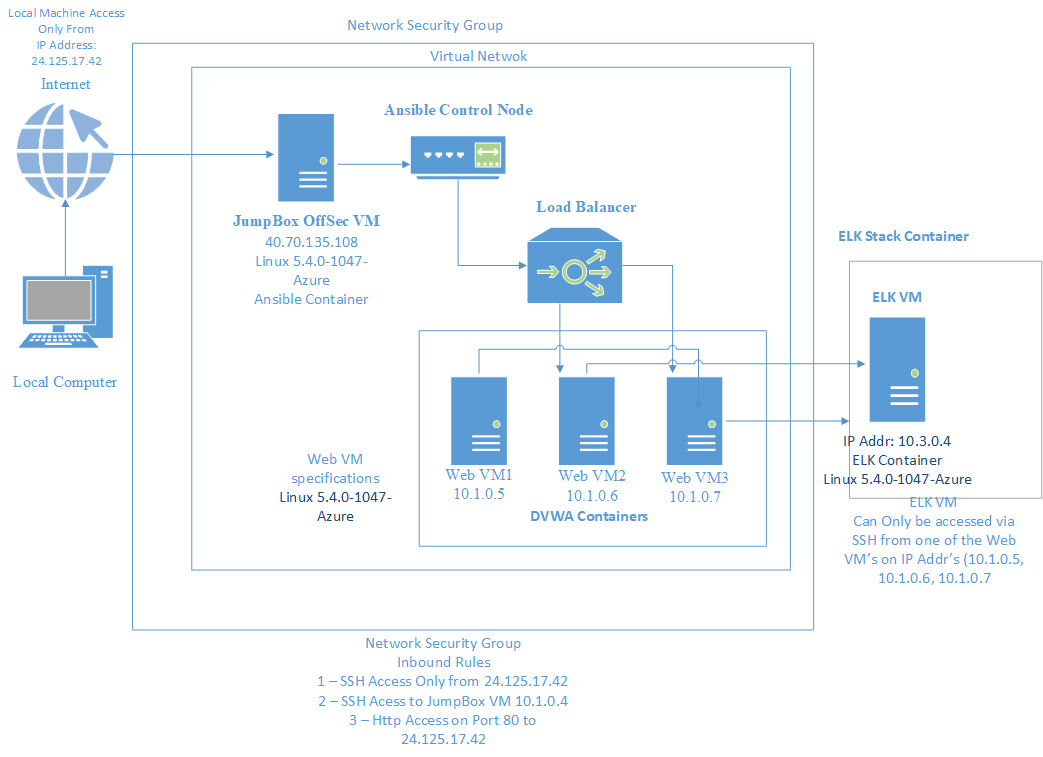 Local Machine Access
Only From
IP Address:
24.125.17.42
Internet
Local Computer
Network Security Group
Virtual Netwok
Ansible Control Node
JumpBox OffSec VM
40.70.135.108
Linux 5.4.0-1047-
Azure
Ansible Container
Load Balancer
Web VM
specifications
Linux 5.4.0-1047-
Azure
Web VM1
10.1.0.5
Web VM2
10.1.0.6
Web VM3
10.1.0.7
DVWA Containers
ELK Stack Container
ELK VM
IP Addr: 10.3.0.4
ELK Container
Linux 5.4.0-1047-Azure
ELK VM
Can Only be accessed via
SSH from one of the Web
VM’s on IP Addr’s (10.1.0.5,
10.1.0.6, 10.1.0.7
Network Security Group
Inbound Rules
1 – SSH Access Only from 24.125.17.42
2 – SSH Acess to JumpBox VM 10.1.0.4
3 – Http Access on Port 80 to
24.125.17.42